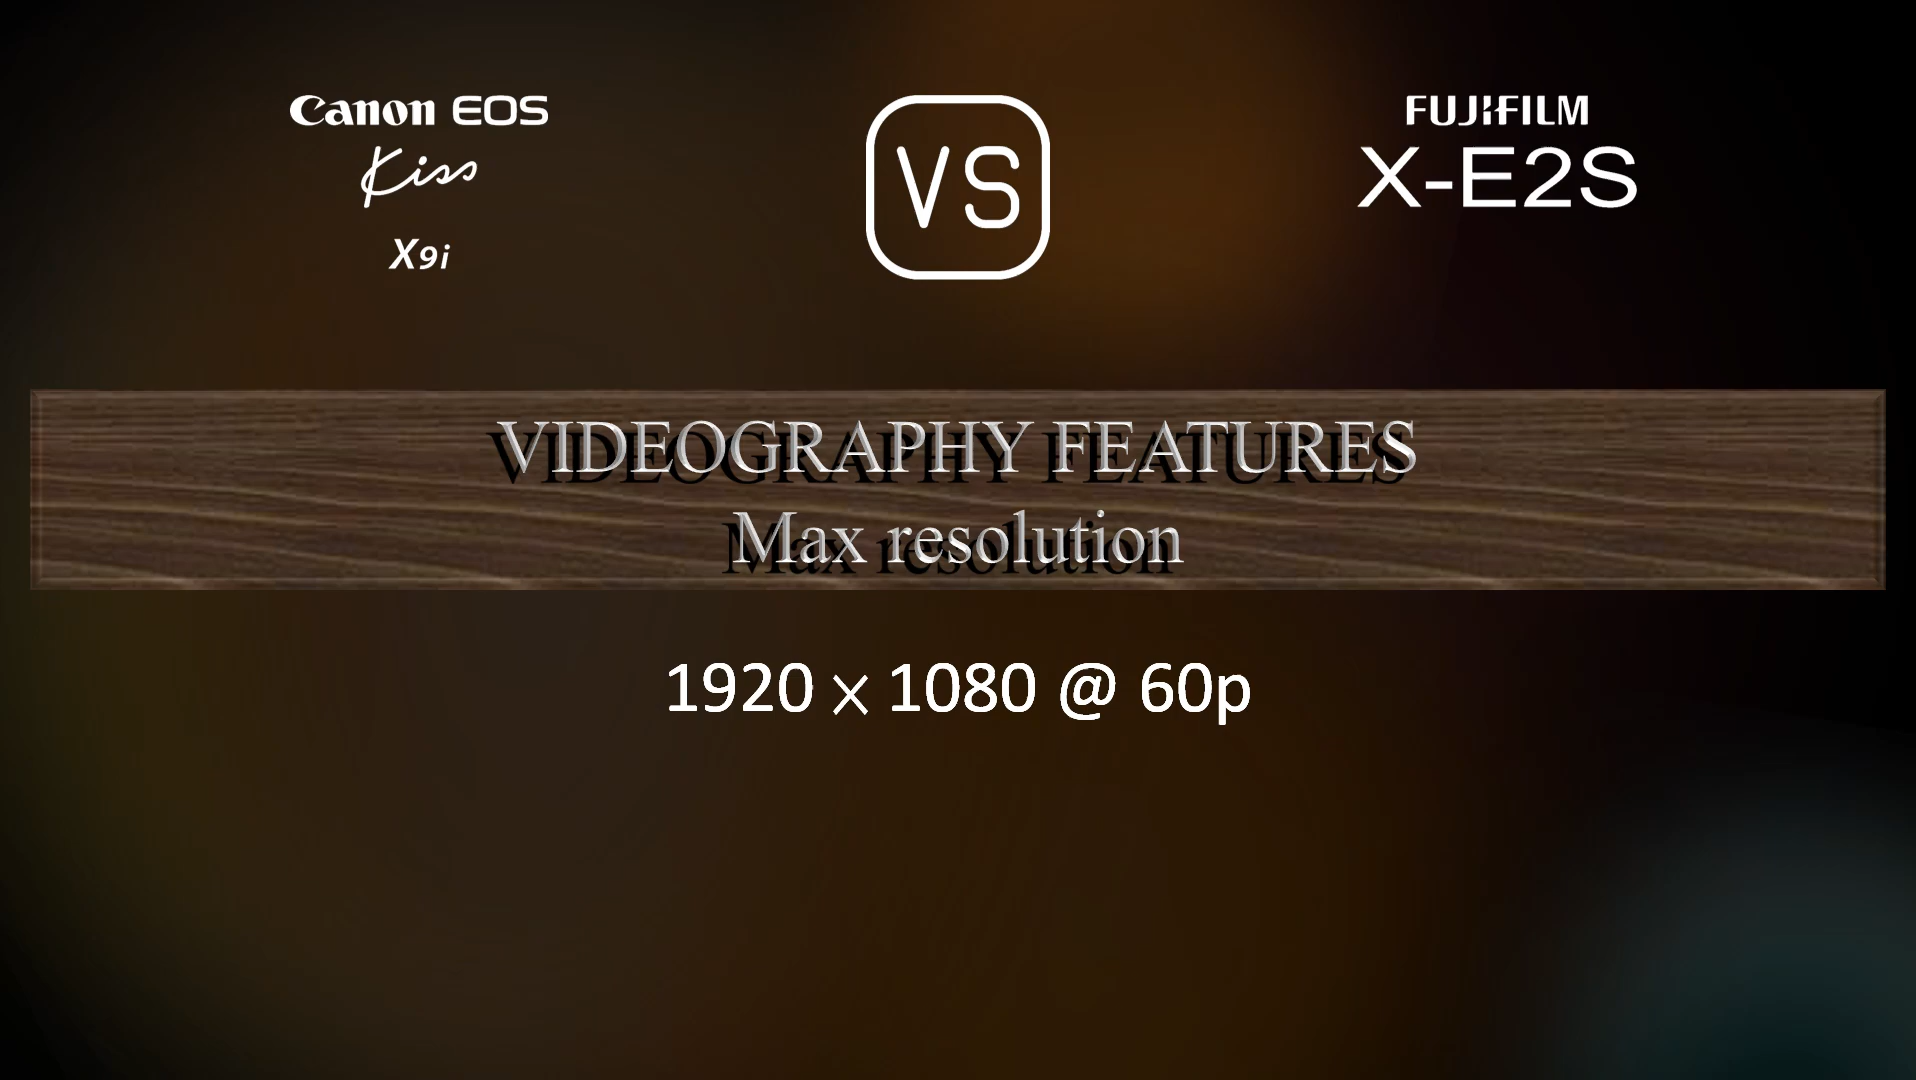 Canon EOS
Kiss
X9i
VS
FUJIFILM
X-E2S
VIDEOGRAPHY FEATURES
Max resolution
1920 x 1080 @ 60p